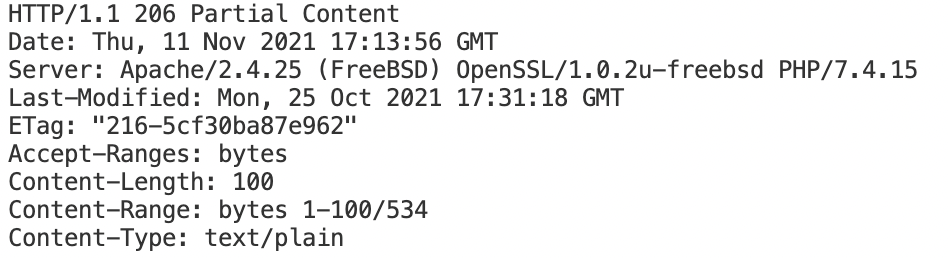 HTTP/1.1 206 Partial Content
Date: Thu, 11 Nov 2021 17:13:56 GMT
Server: Apache/2.4.25 (FreeBSD) OpenSSL/1.0.2u-freebsd PHP/7.4.15
Last-Modified: Mon, 25 Oct 2021 17:31:18 GMT
ETag: "216-5cf30ba87e962"
Accept-Ranges: bytes
Content-Length: 100
Content-Range: bytes 1-100/534
Content-Type: text/plain